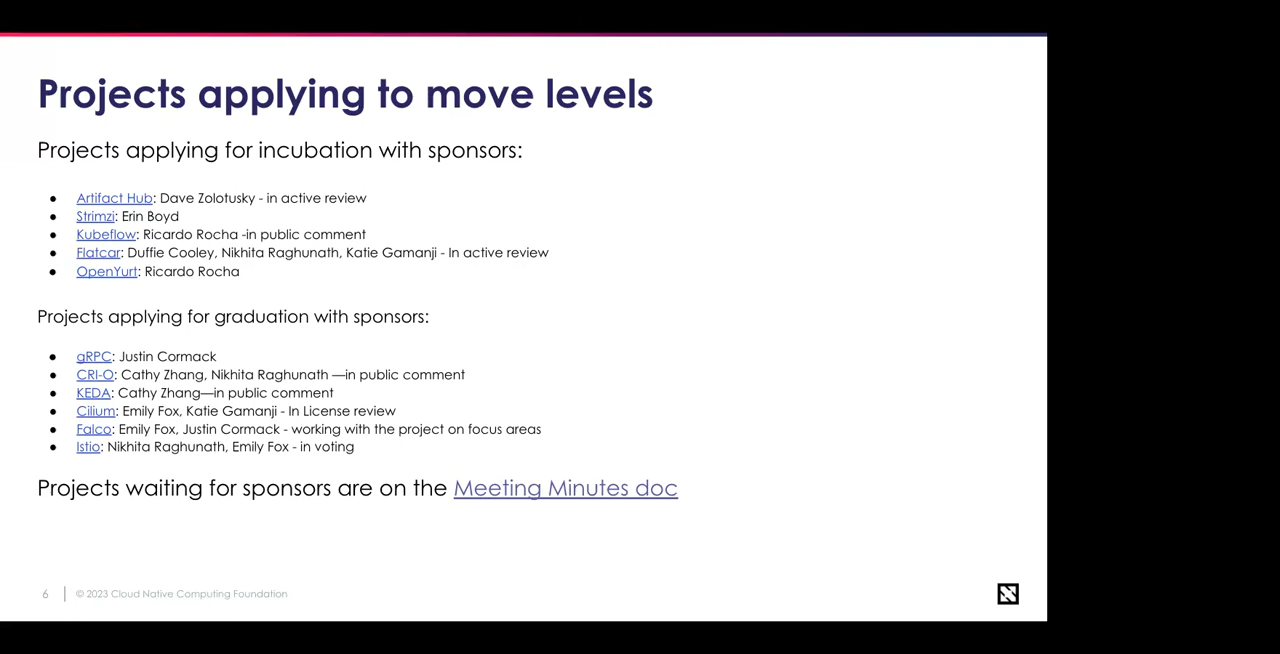 Projects applying to move levels
Projects applying for incubation with sponsors:
● Artifact Hub: Dave Zolotusky - in active review
● Strimzi: Erin Boyd
● Kubeflow: Ricardo Rocha -in public comment
● Flatcar: Duffie Cooley, Nikhita Raghunath, Katie Gamanji - In active review
● OpenYurt: Ricardo Rocha
Projects applying for graduation with sponsors:
● gRPC: Justin Cormack
● CRI-O: Cathy Zhang, Nikhita Raghunath —in public comment
● KEDA: Cathy Zhang—in public comment
● Cilium: Emily Fox, Katie Gamanji - In License review
● Falco: Emily Fox, Justin Cormack - working with the project on focus areas
● Istio: Nikhita Raghunath, Emily Fox - in voting
Projects waiting for sponsors are on the Meeting Minutes doc
6 | © 2023 Cloud Native Computing Foundation